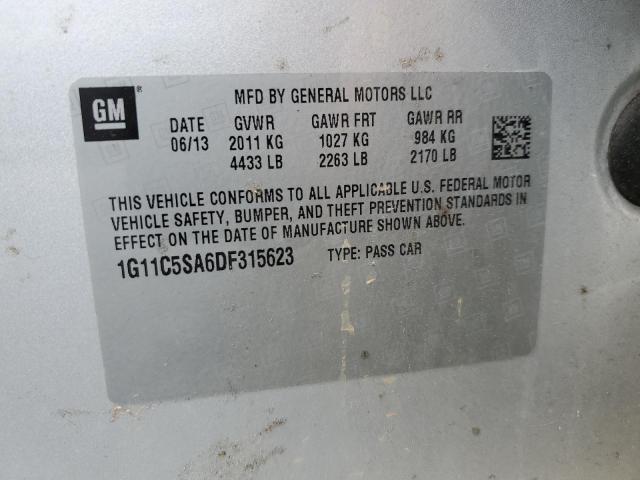 GM
MFD BY GENERAL MOTORS LLC
DATE GVWR GAWR FRT GAWR RR
06/13 2011 KG 1027 KG 984 KG
4433 LB 2263 LB 2170 LB
THIS VEHICLE CONFORMS TO ALL APPLICABLE U.S. FEDERAL MOTOR
VEHICLE SAFETY, BUMPER, AND THEFT PREVENTION STANDARDS IN
EFFECT ON THE DATE OF MANUFACTURE SHOWN ABOVE.
1G11C5SA6DF315623 TYPE: PASS CAR